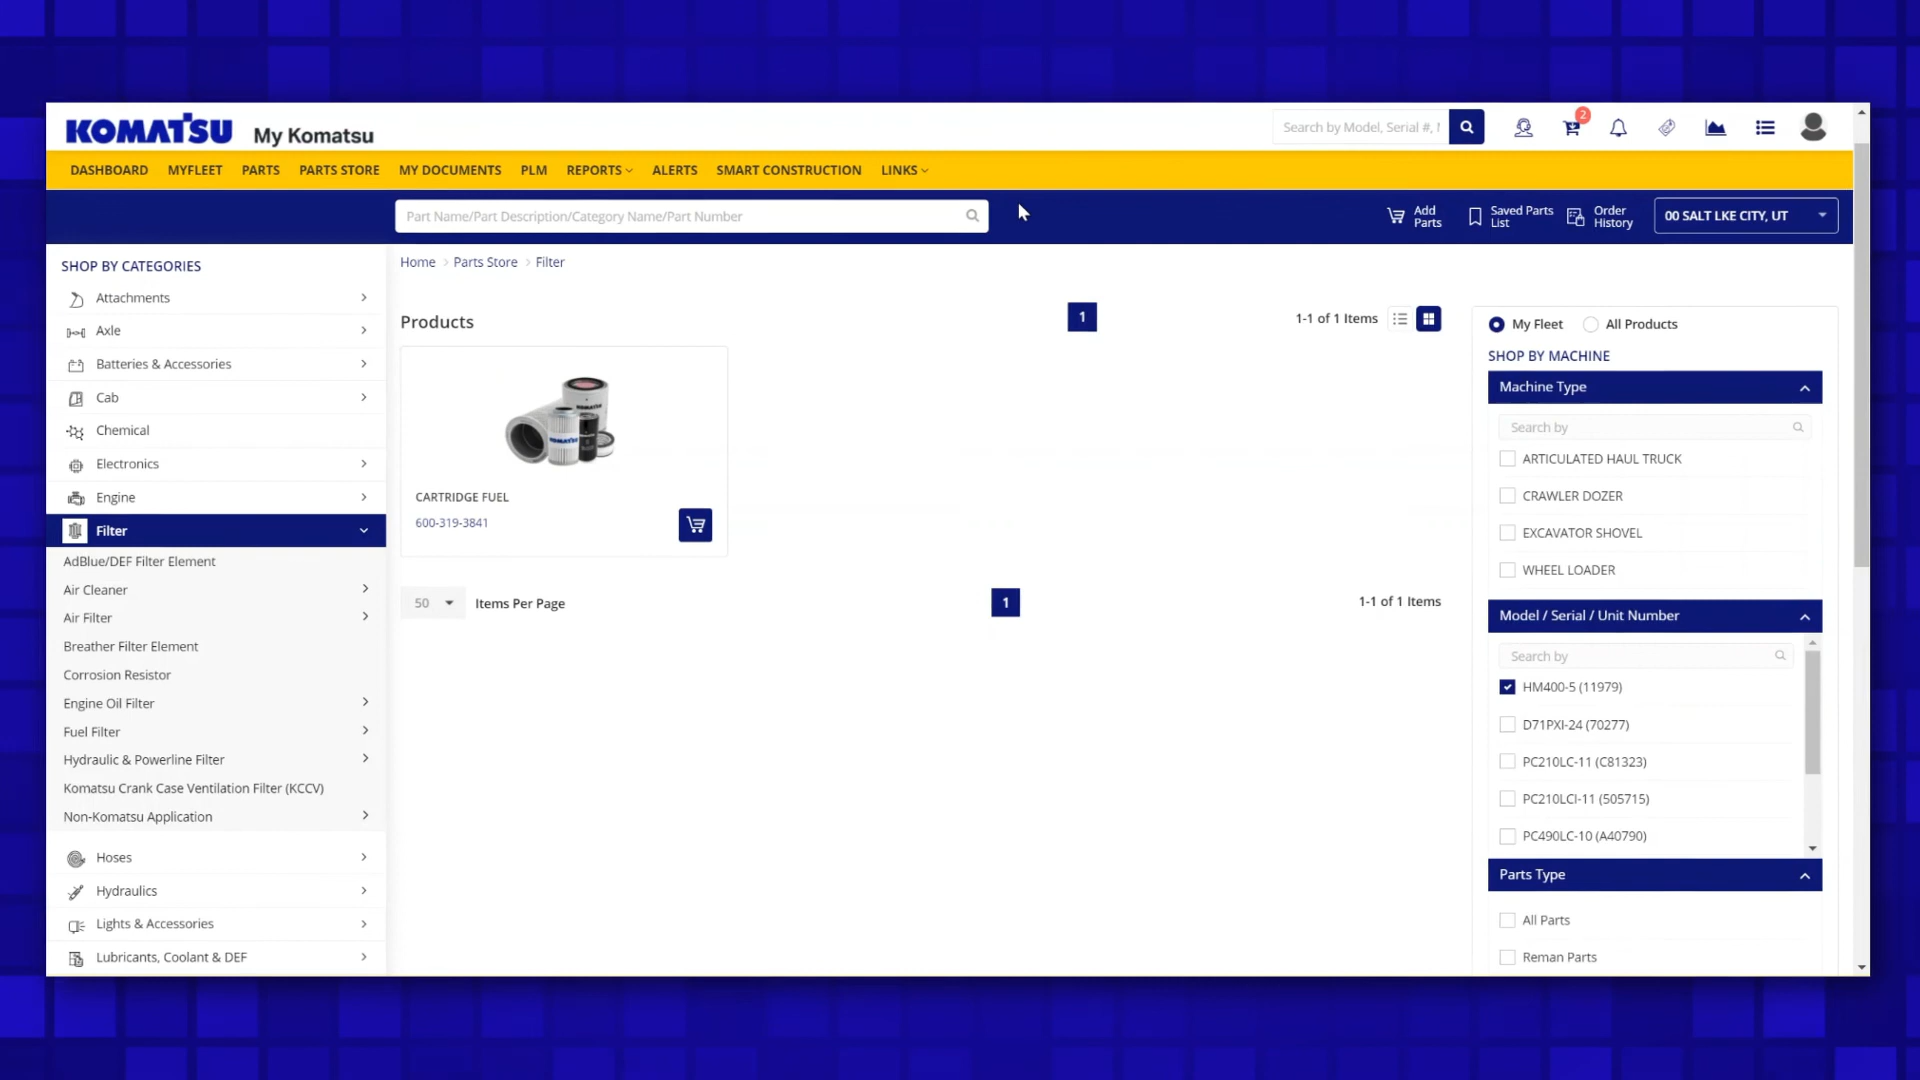 KOMATSU My Komatsu
Search by Model, Serial #, 
2
DASHBOARD MYFLEET PARTS PARTS STORE MY DOCUMENTS PLM REPORTS ALERTS SMART CONSTRUCTION LINKS
Part Name/Part Description/Category Name/Part Number
Add Parts
Saved Parts List
Order History
00 SALT LKE CITY, UT
SHOP BY CATEGORIES
Attachments
Axle
Batteries & Accessories
Cab
Chemical
Electronics
Engine
Filter
AdBlue/DEF Filter Element
Air Cleaner
Air Filter
Breather Filter Element
Corrosion Resistor
Engine Oil Filter
Fuel Filter
Hydraulic & Powerline Filter
Komatsu Crank Case Ventilation Filter (KCCV)
Non-Komatsu Application
Hoses
Hydraulics
Lights & Accessories
Lubricants, Coolant & DEF
Home > Parts Store > Filter
Products
1
1-1 of 1 Items
KOMATSU
KOMATSU
CARTRIDGE FUEL
600-319-3841
50 Items Per Page
1
1-1 of 1 Items
My Fleet All Products
SHOP BY MACHINE
Machine Type
Search by
ARTICULATED HAUL TRUCK
CRAWLER DOZER
EXCAVATOR SHOVEL
WHEEL LOADER
Model / Serial / Unit Number
Search by
HM400-5 (11979)
D71PXI-24 (70277)
PC210LC-11 (C81323)
PC210LCI-11 (505715)
PC490LC-10 (A40790)
Parts Type
All Parts
Reman Parts